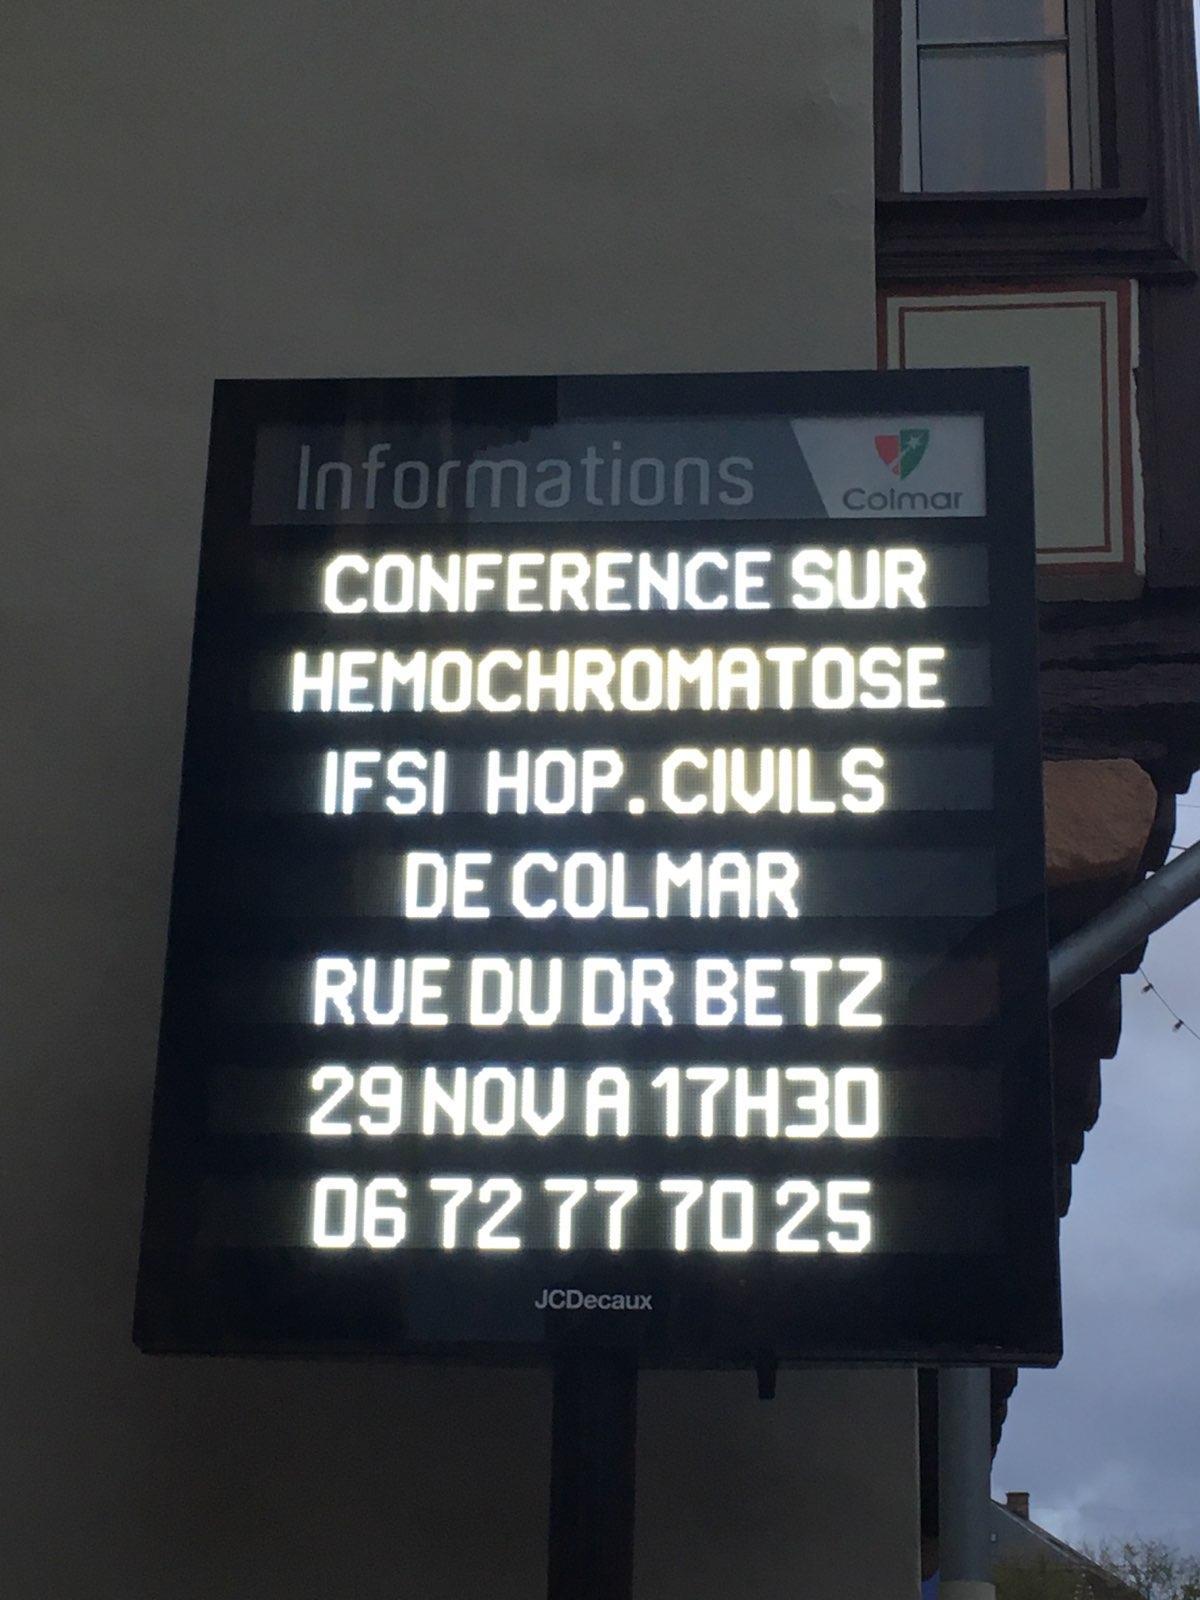 Informations
Colmar
CONFERENCE SUR
HEMOCHROMATOSE
IFSI HOP. CIVILS
DE COLMAR
RUE DU DR BETZ
29 NOV A 17H30
06 72 77 70 25
JCDecaux